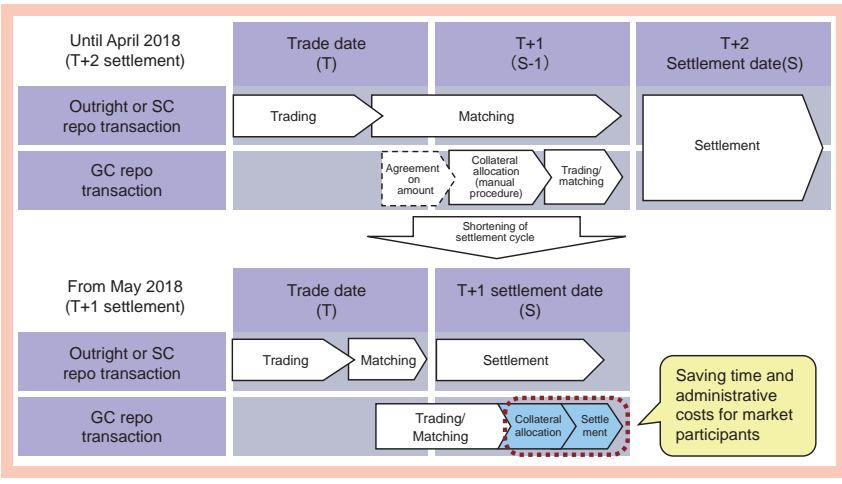 Until April 2018
(T+2 settlement)
Trade date
(T)
T+1
(S-1)
T+2
Settlement date(S)
Outright or SC
repo transaction
Trading
Matching
Settlement
GC repo
transaction
Agreement
on
amount
Collateral
allocation
(manual
procedure)
Trading/
matching
Shortening of
settlement cycle
From May 2018
(T+1 settlement)
Trade date
(T)
T+1 settlement date
(S)
Outright or SC
repo transaction
Trading
Matching
Settlement
GC repo
transaction
Trading/
Matching
Collateral
allocation
Settle
ment
Saving time and
administrative
costs for market
participants